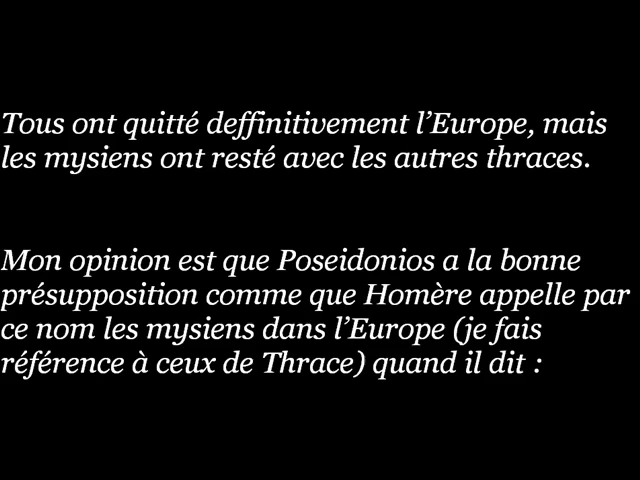 Tous ont quitté deffinitivement l’Europe, mais
les mysiens ont resté avec les autres thraces.
Mon opinion est que Poseidonios a la bonne
présupposition comme que Homère appelle par
ce nom les mysiens dans l’Europe (je fais
référence à ceux de Thrace) quand il dit :